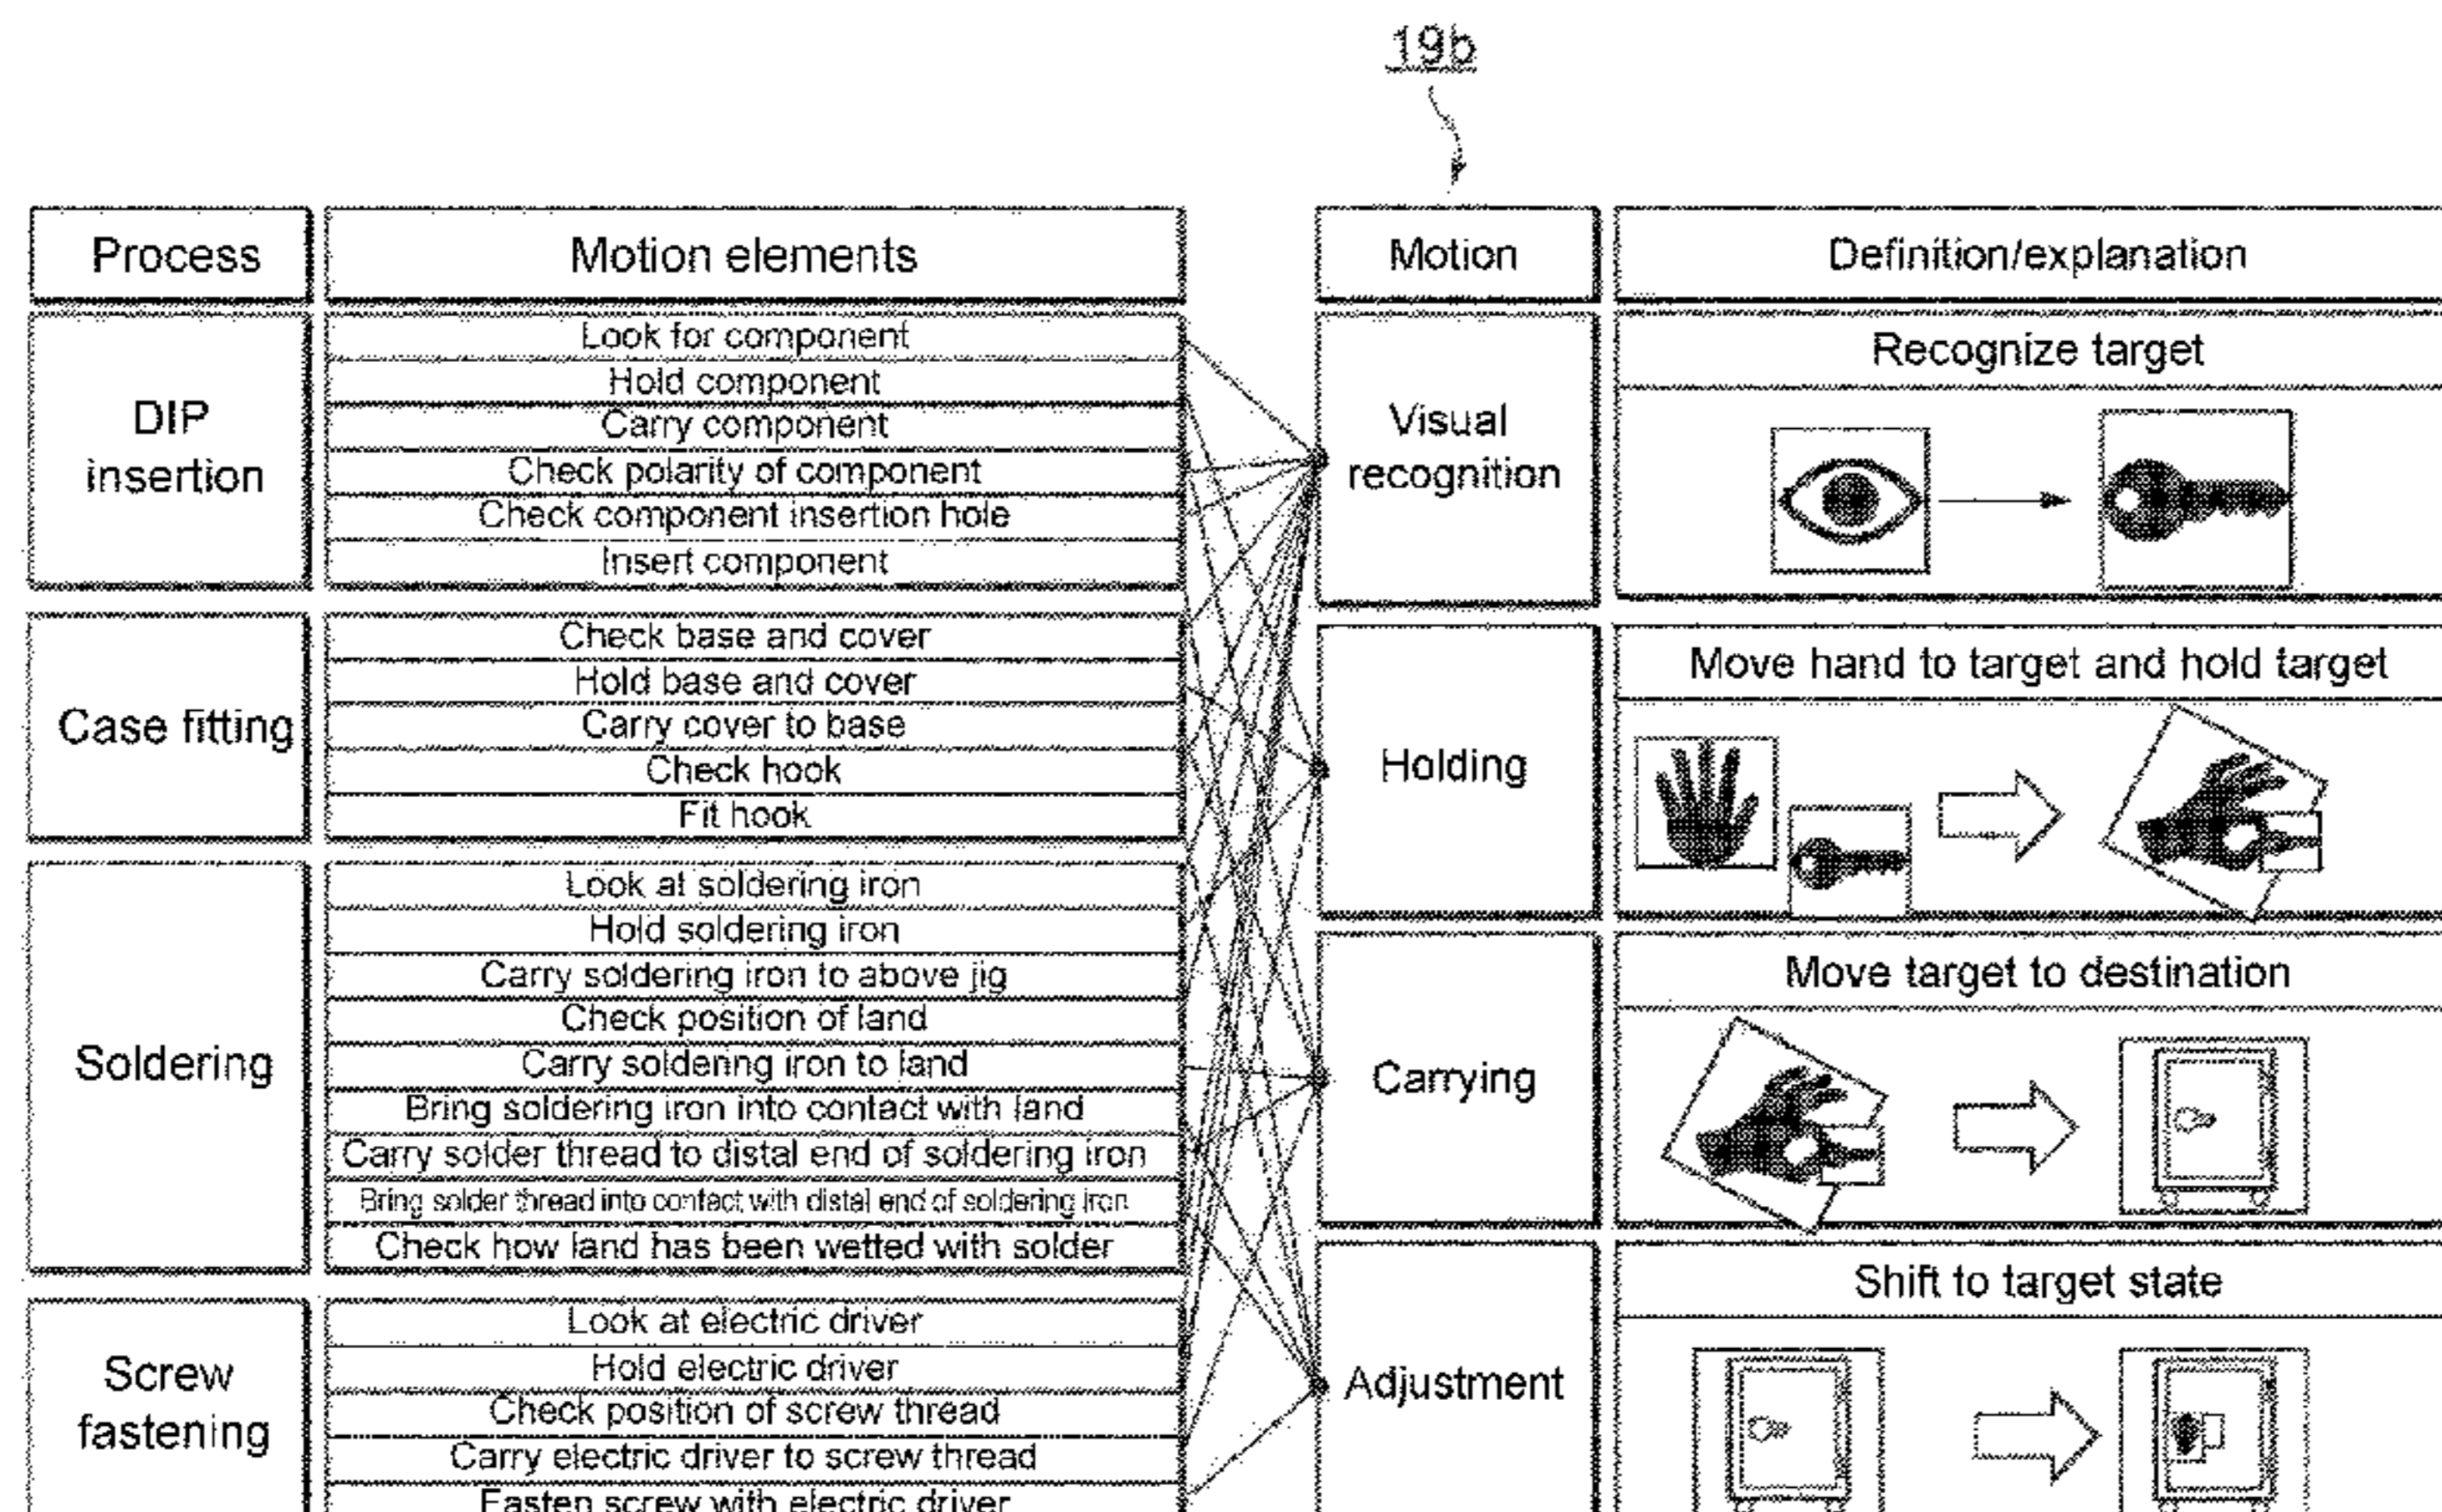 19b
Process
Motion elements
Motion
Definition/explanation
DIP
insertion
Look for component
Hold component
Carry component
Check polarity of component
Check component insertion hole
Insert component
Case fitting
Check base and cover
Hold base and cover
Carry cover to base
Check hook
Fit hook
Soldering
Look at soldering iron
Hold soldering iron
Carry soldering iron to above jig
Check position of land
Carry soldering iron to land
Bring soldering iron into contact with land
Carry solder thread to distal end of soldering iron
Bring solder thread into contact with distal end of soldering iron
Check how land has been wetted with solder
Screw
fastening
Look at electric driver
Hold electric driver
Check position of screw thread
Carry electric driver to screw thread
Fasten screw with electric driver
Visual
recognition
Recognize target
Holding
Move hand to target and hold target
Carrying
Move target to destination
Adjustment
Shift to target state